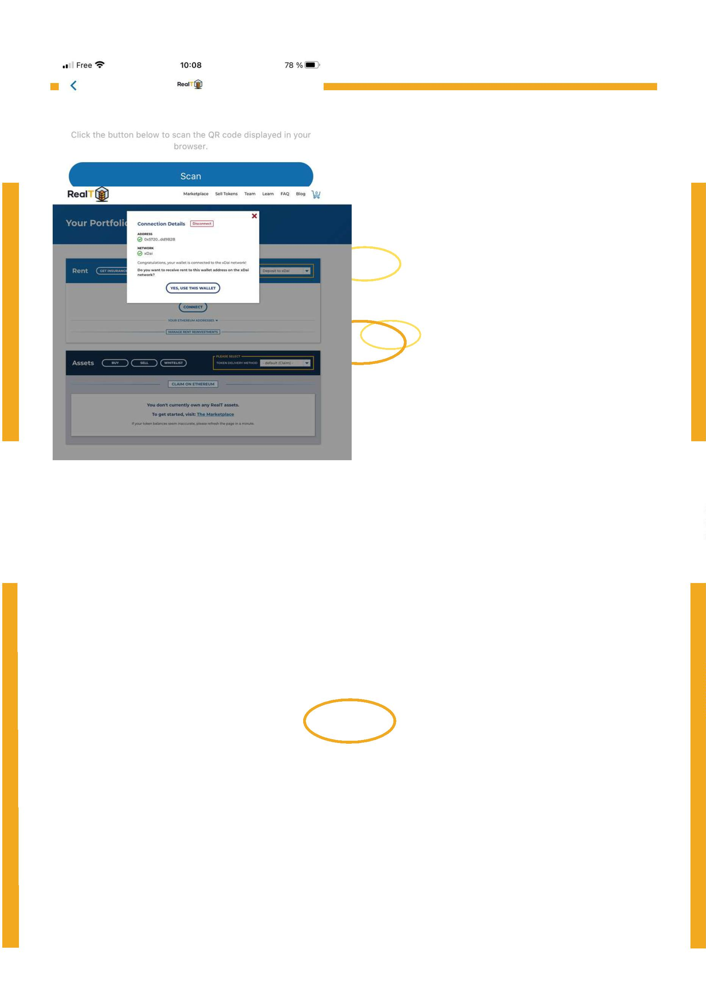 Free 10:08 78 %
RealT
Click the button below to scan the QR code displayed in your
browser.
Scan
RealT Marketplace Sell Tokens Team Learn FAQ Blog 0
Your Portfolio
Connection Details Disconnect
ADDRESS
0x5720...dd9B2B
NETWORK
xDai
Congratulations, your wallet is connected to the xDai network!
Do you want to receive rent to this wallet address on the xDai
network?
YES, USE THIS WALLET
Rent GET INSURANCE Deposit to xDai
CONNECT
YOUR ETHEREUM ADDRESSES
MANAGE RENT REINVESTMENTS
PLEASE SELECT
Assets BUY SELL WHITELIST TOKEN DELIVERY METHOD - default (Claim) -
CLAIM ON ETHEREUM
You don't currently own any RealT assets.
To get started, visit: The Marketplace
If your token balances seem inaccurate, please refresh the page in a minute.